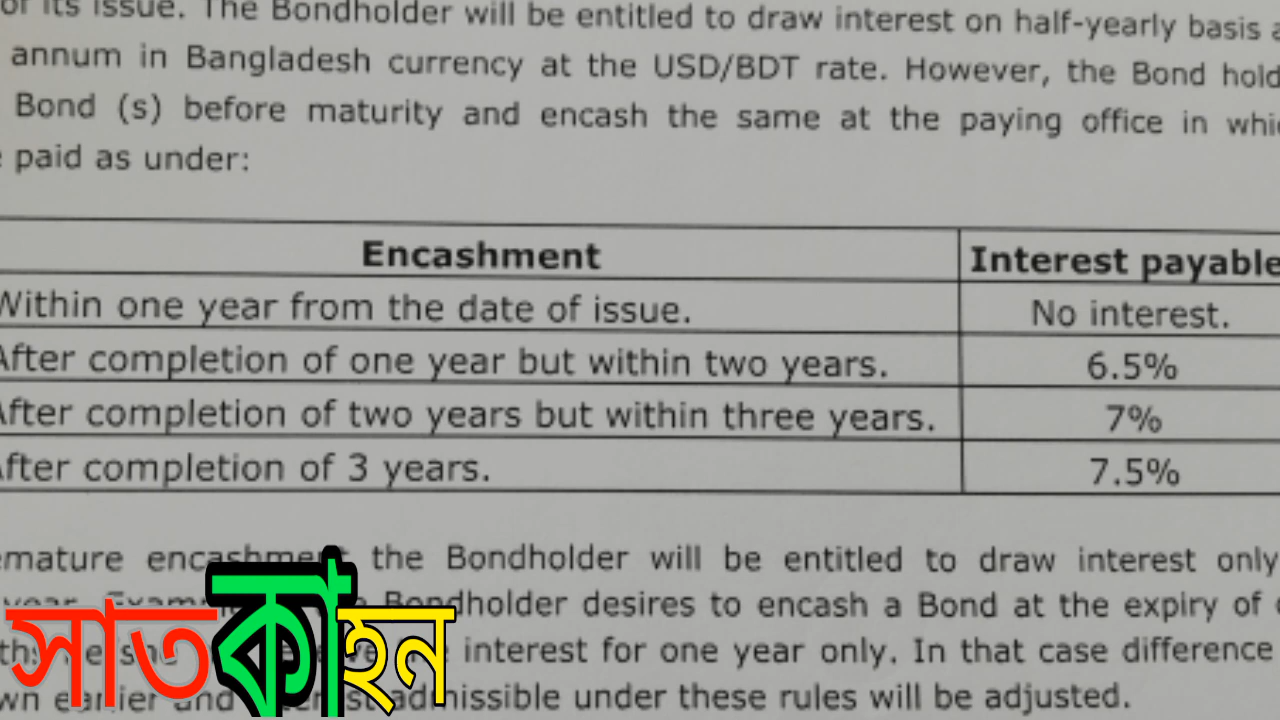 of its issue. The Bondholder will be entitled to draw interest on half-yearly basis
annum in Bangladesh currency at the USD/BDT rate. However, the Bond hold
Bond (s) before maturity and encash the same at the paying office in whic
paid as under:
Encashment Interest payable
Within one year from the date of issue. No interest.
After completion of one year but within two years. 6.5%
After completion of two years but within three years. 7%
After completion of 3 years. 7.5%
emature encashment the Bondholder will be entitled to draw interest only
year. Bondholder desires to encash a Bond at the expiry of
interest for one year only. In that case difference
wn earlier and admissible under these rules will be adjusted.
সাতকাহন